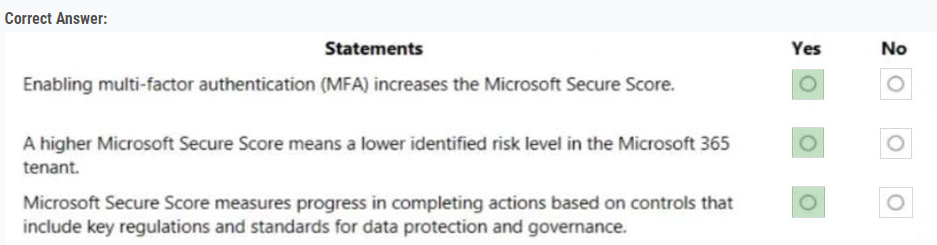 Correct Answer:
Statements Yes No
Enabling multi-factor authentication (MFA) increases the Microsoft Secure Score.
A higher Microsoft Secure Score means a lower identified risk level in the Microsoft 365
tenant.
Microsoft Secure Score measures progress in completing actions based on controls that
include key regulations and standards for data protection and governance.